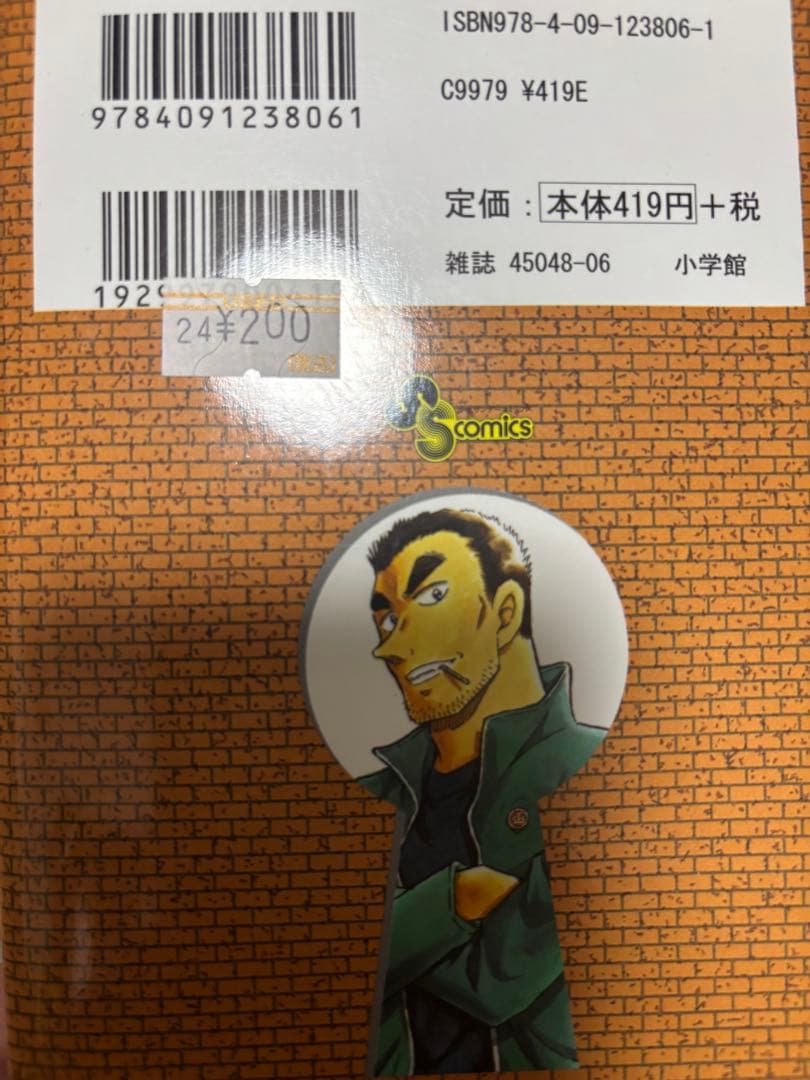 ISBN978-4-09-123806-1
9784091238061
C9979 ¥419E
定価：本体419円＋税
雑誌 45048-06 小学館
24¥200
SS comics